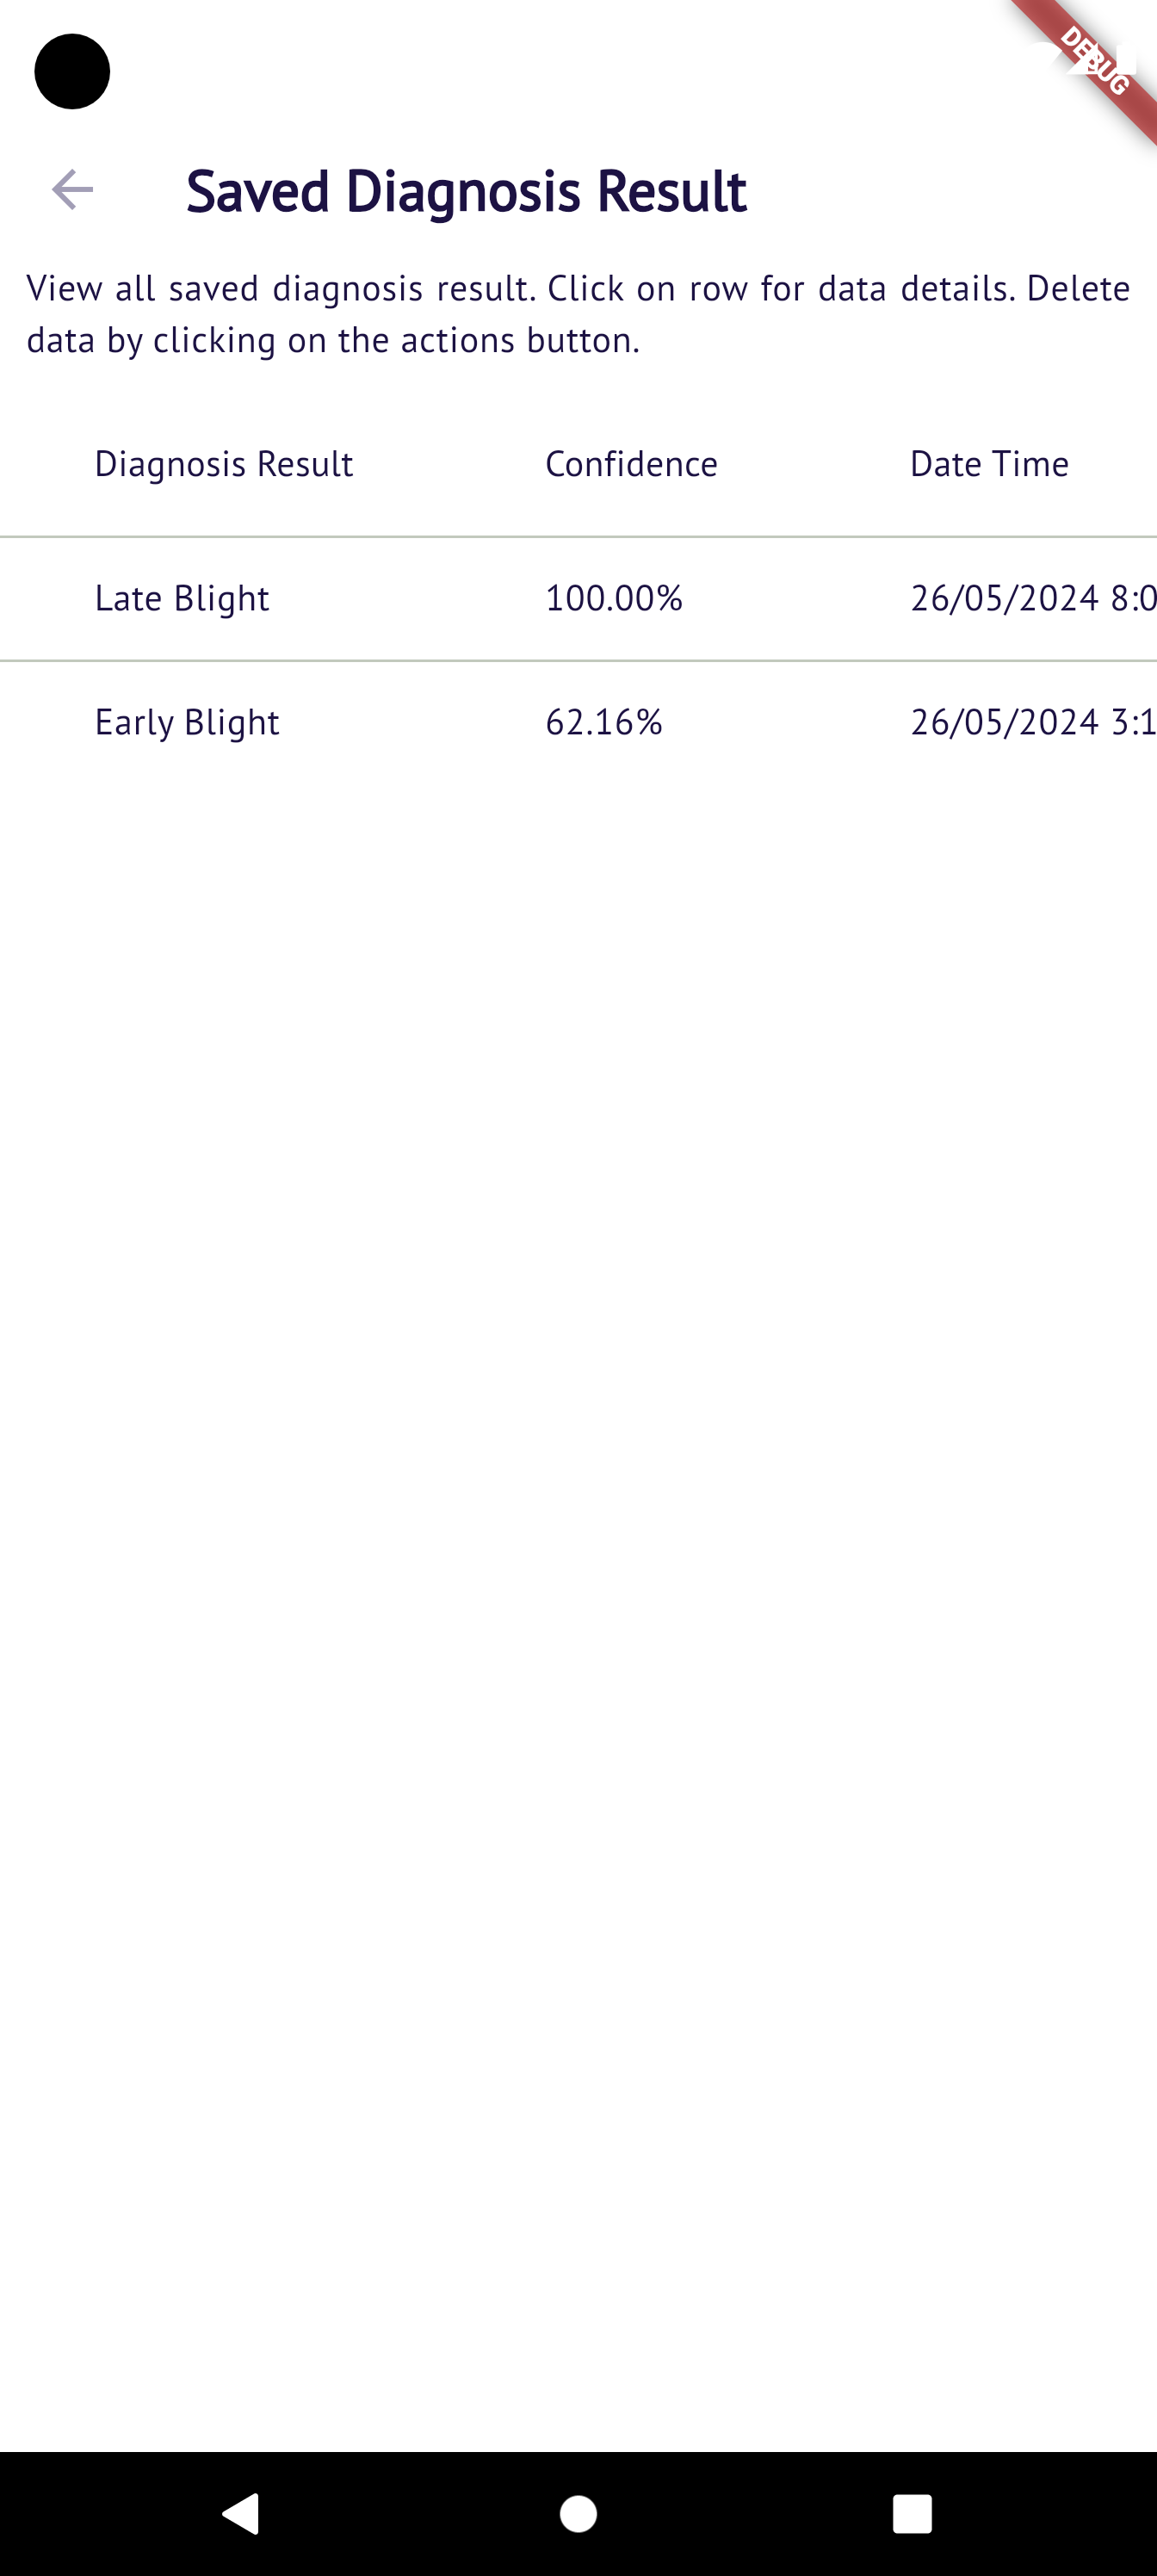 DEBUG
Saved Diagnosis Result
View all saved diagnosis result. Click on row for data details. Delete
data by clicking on the actions button.
Diagnosis Result Confidence Date Time
Late Blight 100.00% 26/05/2024 8:0
Early Blight 62.16% 26/05/2024 3:1